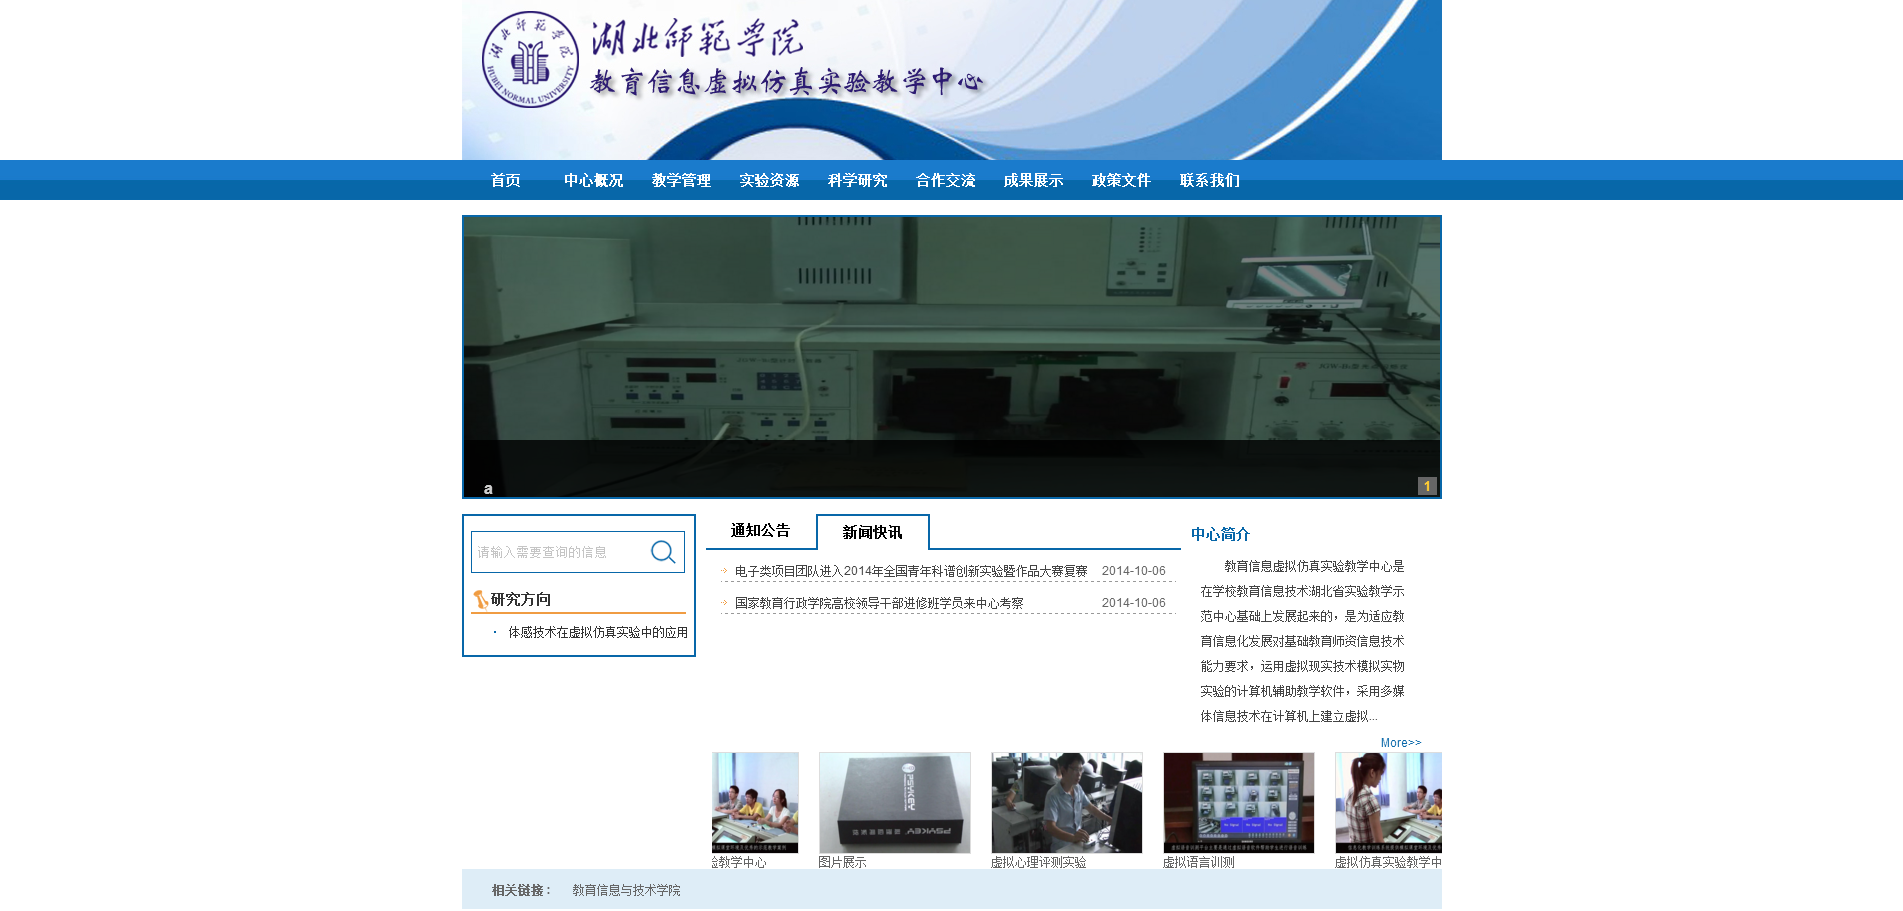 湖北师范学院
HUBEI NORMAL UNIVERSITY
教育信息虚拟仿真实验教学中心
首页 中心概况 教学管理 实验资源 科学研究 合作交流 成果展示 政策文件 联系我们
a
1
请输入需要查询的信息
研究方向
体感技术在虚拟仿真实验中的应用
通知公告 新闻快讯
电子类项目团队进入2014年全国青年科谱创新实验暨作品大赛复赛 2014-10-06
国家教育行政学院高校领导干部进修班学员来中心考察 2014-10-06
中心简介
教育信息虚拟仿真实验教学中心是
在学校教育信息技术湖北省实验教学示
范中心基础上发展起来的，是为适应教
育信息化发展对基础教育师资信息技术
能力要求，运用虚拟现实技术模拟实物
实验的计算机辅助教学软件，采用多媒
体信息技术在计算机上建立虚拟...
More>>
PSYKEY
PSYKEY
验教学中心
图片展示
虚拟心理评测实验
虚拟语言训测
虚拟仿真实验教学中
相关链接： 教育信息与技术学院